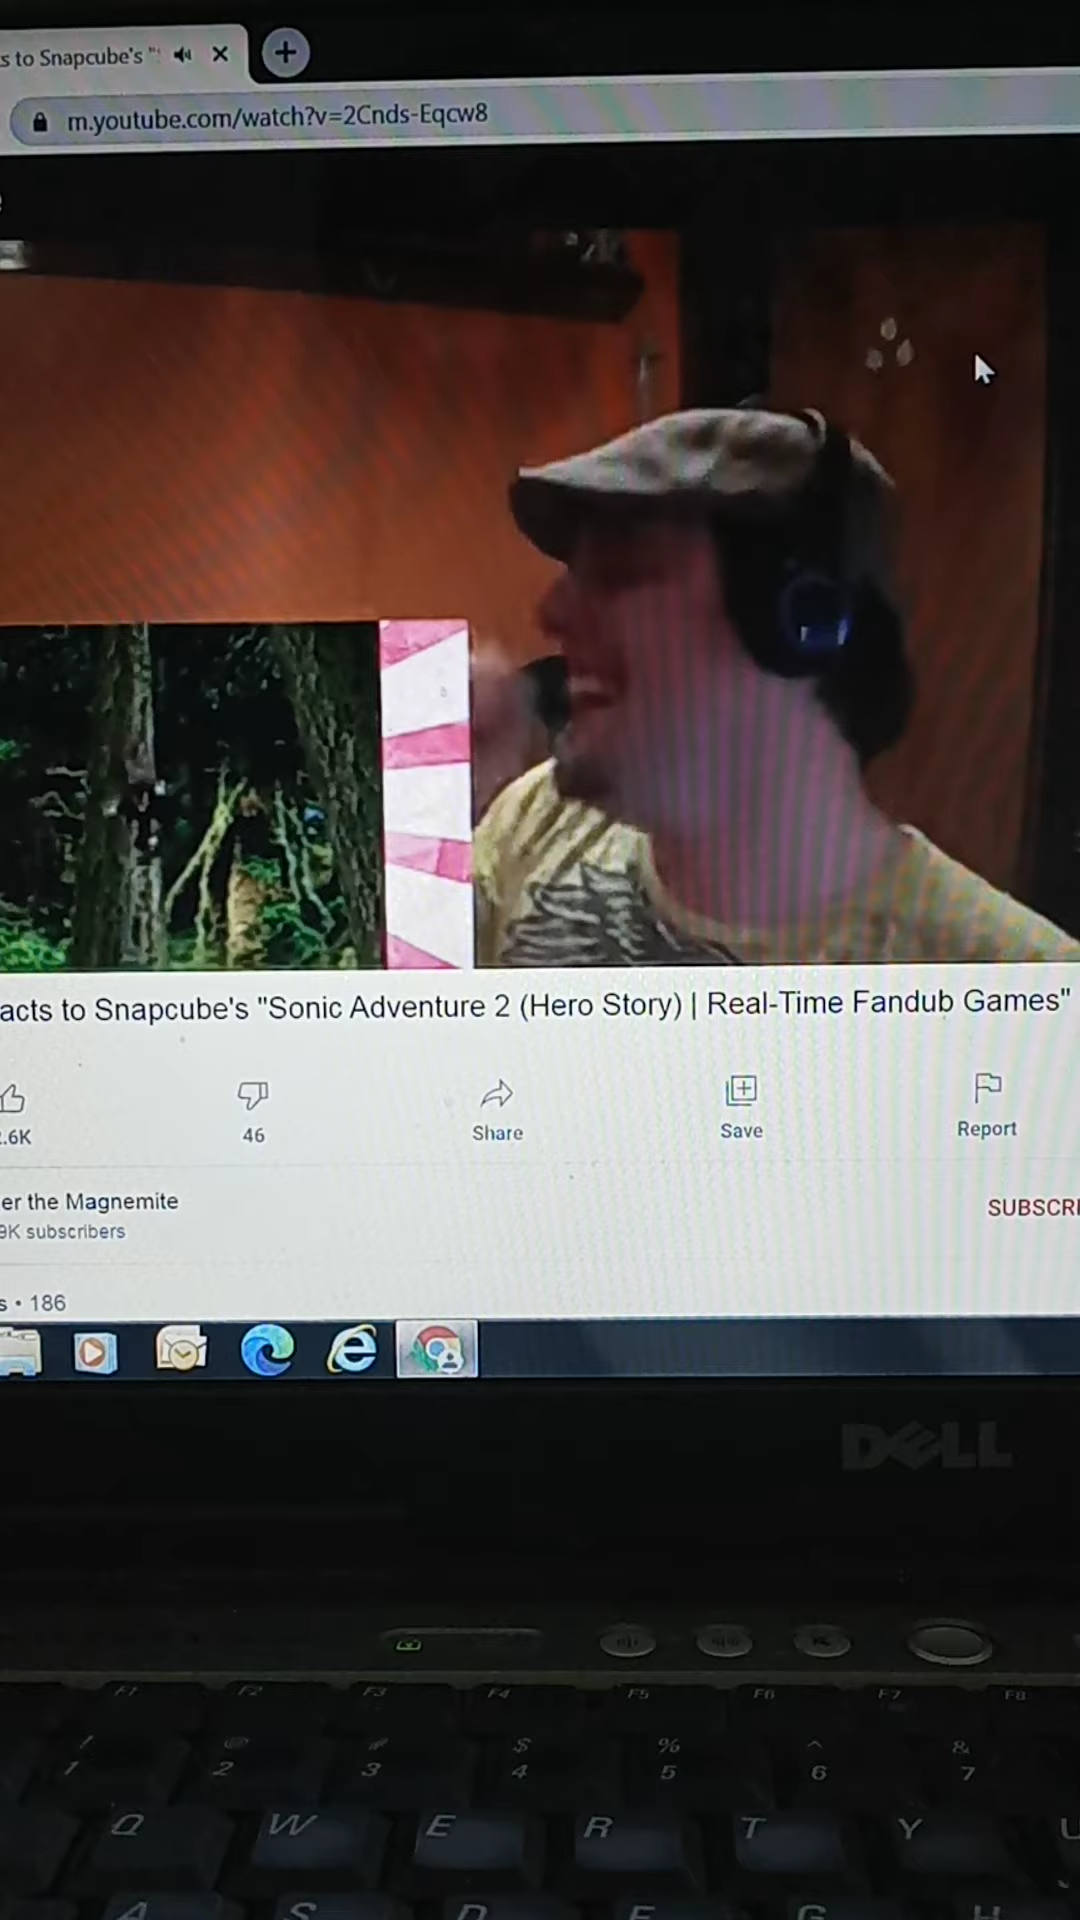 s to Snapcube's "
m.youtube.com/watch?v=2Cnds-Eqcw8
acts to Snapcube's "Sonic Adventure 2 (Hero Story) | Real-Time Fandub Games"
.6K
46
Share
Save
Report
er the Magnemite
9K subscribers
SUBSCRI
s • 186
DELL
F1 F2 F3 F4 F5 F6 F7 F8
! @ # $ % ^ &
1 2 3 4 5 6 7
Q W E R T Y U
A S D F G H